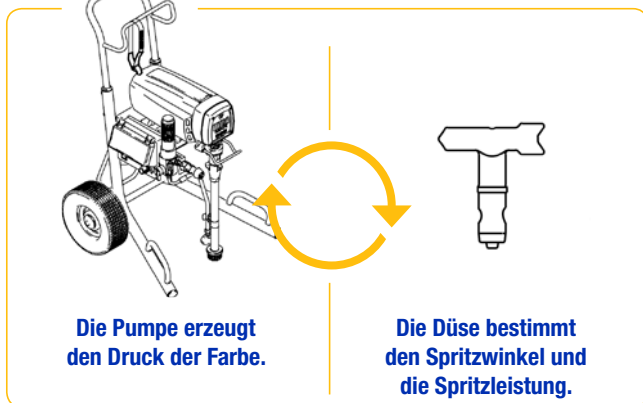 Die Pumpe erzeugt
den Druck der Farbe.
Die Düse bestimmt
den Spritzwinkel und
die Spritzleistung.